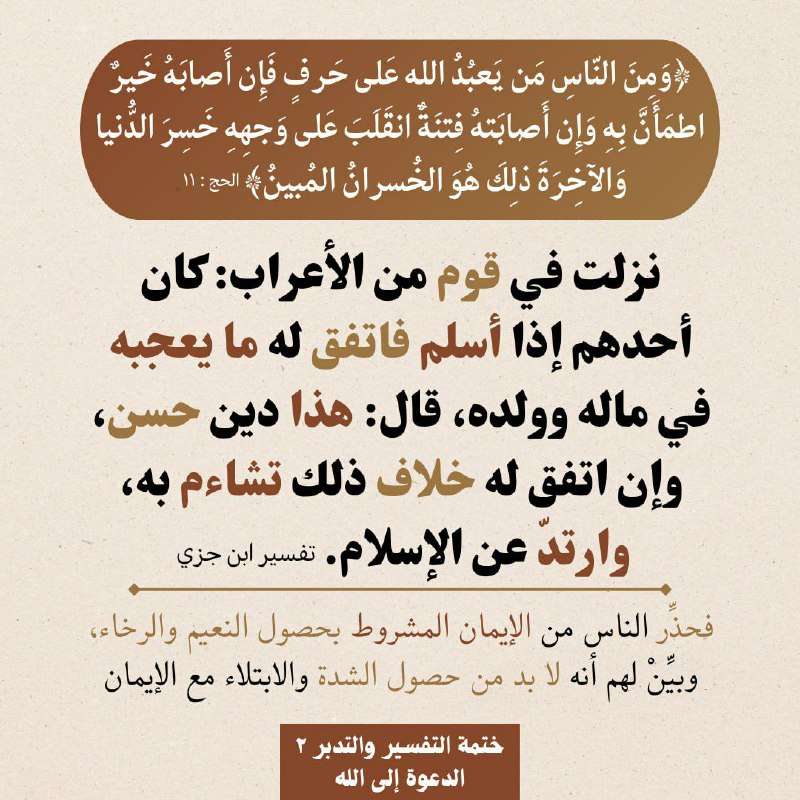 ﴿وَمِنَ النّاسِ مَن يَعبُدُ الله عَلى حَرفٍ فَإِن أَصابَهُ خَيرٌ
اطمَأَنَّ بِهِ وَإِن أَصابَتهُ فِتنَةٌ انقَلَبَ عَلى وَجهِهِ خَسِرَ الدُّنيا
وَالآخِرَةَ ذلِكَ هُوَ الخُسرانُ المُبينُ﴾ الحج : ١١
نزلت في قوم من الأعراب: كان
أحدهم إذا أسلم فاتفق له ما يعجبه
في ماله وولده، قال: هذا دين حسن،
وإن اتفق له خلاف ذلك تشاءم به،
وارتدّ عن الإسلام. تفسير ابن جزي
فحذِّر الناس من الإيمان المشروط بحصول النعيم والرخاء،
وبيِّنْ لهم أنه لا بد من حصول الشدة والابتلاء مع الإيمان
ختمة التفسير والتدبر ٢
الدعوة إلى الله